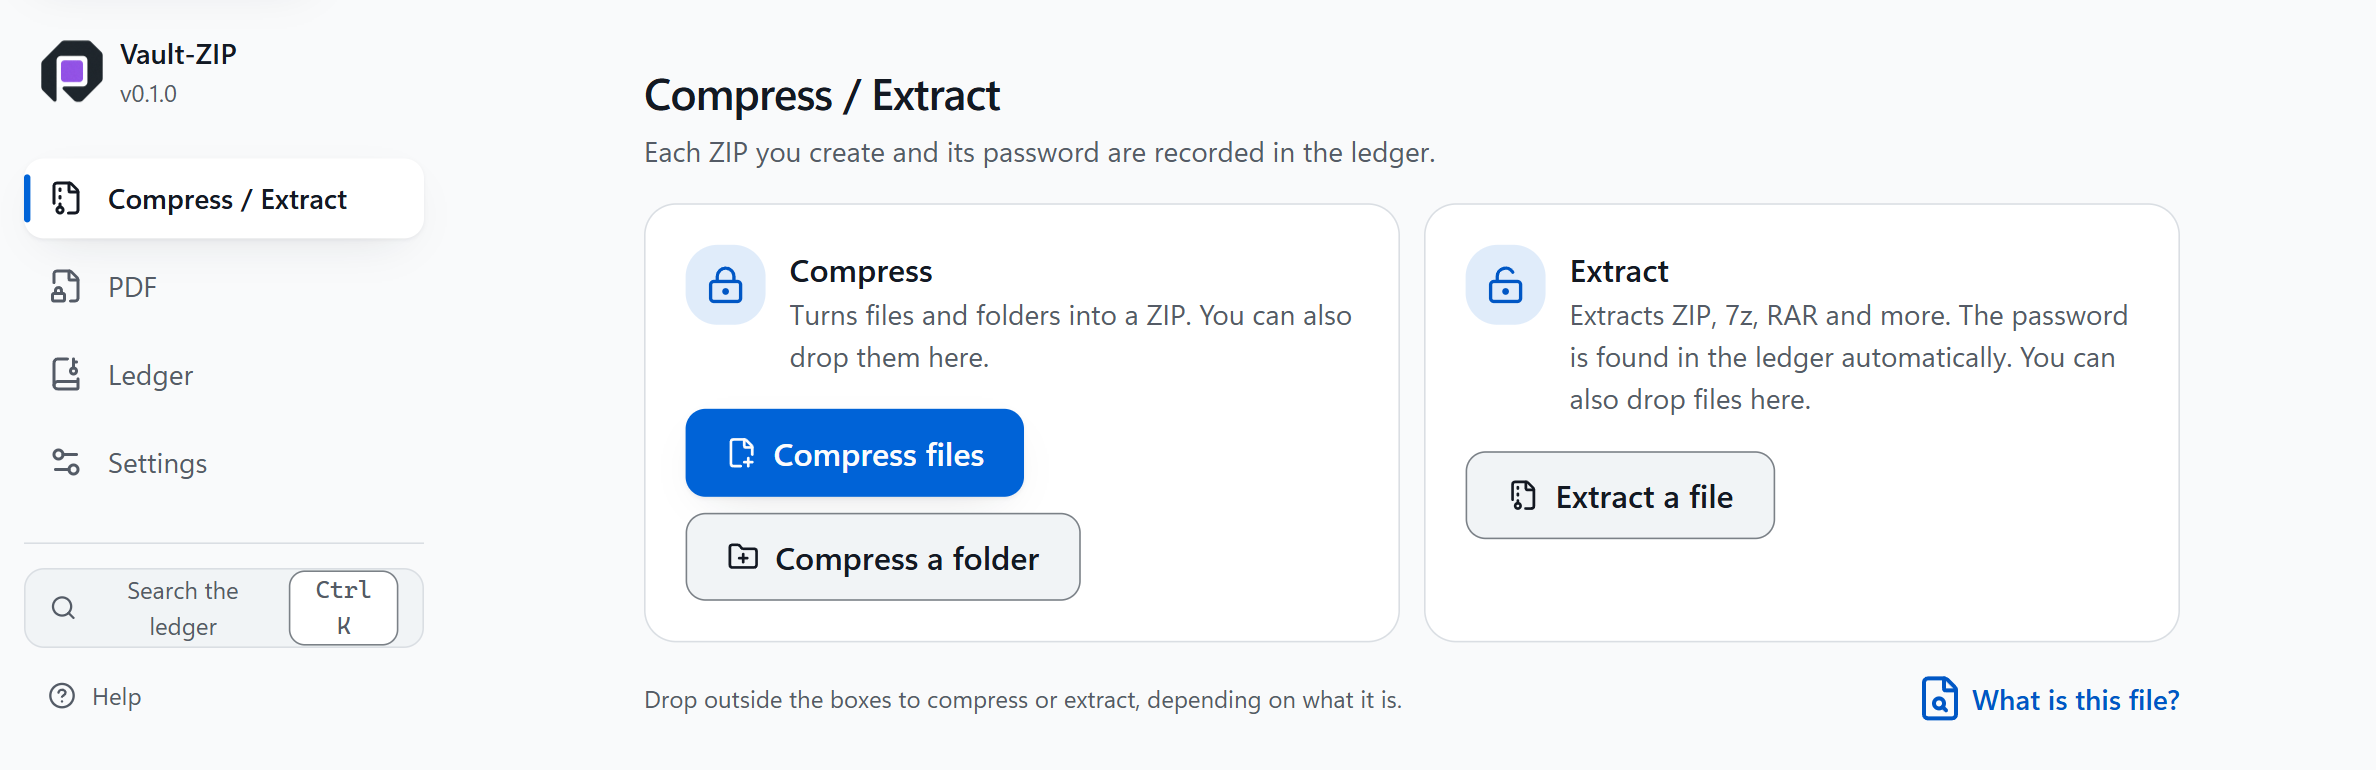 Vault-ZIP
v0.1.0
Compress / Extract
PDF
Ledger
Settings
Search the
ledger
Ctrl
K
Help
Compress / Extract
Each ZIP you create and its password are recorded in the ledger.
Compress
Turns files and folders into a ZIP. You can also
drop them here.
Compress files
Compress a folder
Extract
Extracts ZIP, 7z, RAR and more. The password
is found in the ledger automatically. You can
also drop files here.
Extract a file
Drop outside the boxes to compress or extract, depending on what it is.
What is this file?